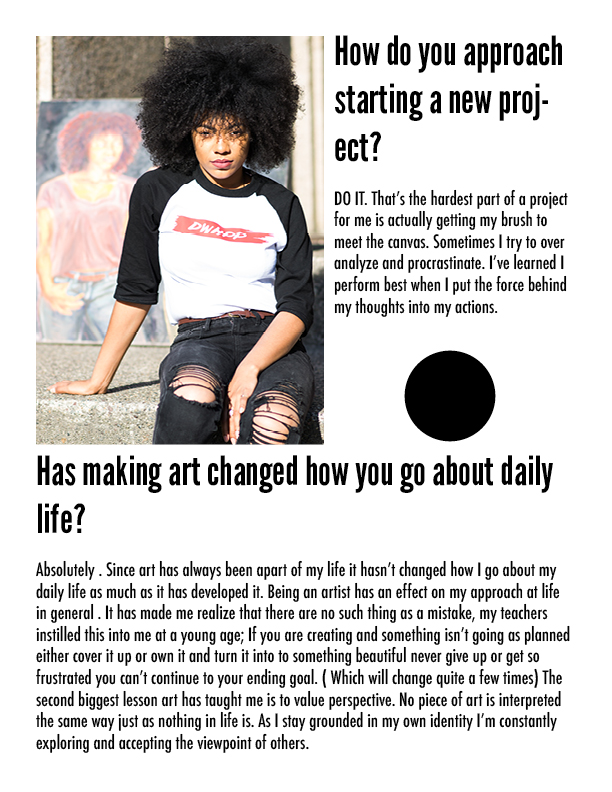 How do you approach
starting a new proj-
ect?
DO IT. That's the hardest part of a project
for me is actually getting my brush to
meet the canvas. Sometimes I try to over
analyze and procrastinate. I've learned I
perform best when I put the force behind
my thoughts into my actions.
Has making art changed how you go about daily
life?
Absolutely . Since art has always been apart of my life it hasn't changed how I go about my
daily life as much as it has developed it. Being an artist has an effect on my approach at life
in general . It has made me realize that there are no such thing as a mistake, my teachers
instilled this into me at a young age; If you are creating and something isn't going as planned
either cover it up or own it and turn it into to something beautiful never give up or get so
frustrated you can't continue to your ending goal. ( Which will change quite a few times) The
second biggest lesson art has taught me is to value perspective. No piece of art is interpreted
the same way just as nothing in life is. As I stay grounded in my own identity I'm constantly
exploring and accepting the viewpoint of others.